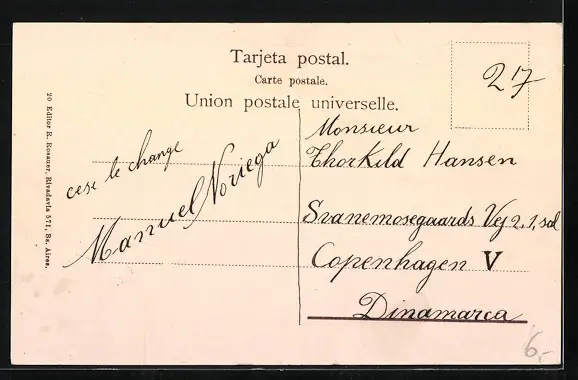 Tarjeta postal.
Carte postale.
Union postale universelle.
217
20 Editor R. Rosauer, Rivadavia 571, Bs. Aires.
cese le change
Manuel Noriega
Monsieur
Thorkild Hansen
Svanemosegaards Vej 2, 1, sal
Copenhagen V
Dinamarca
6,-